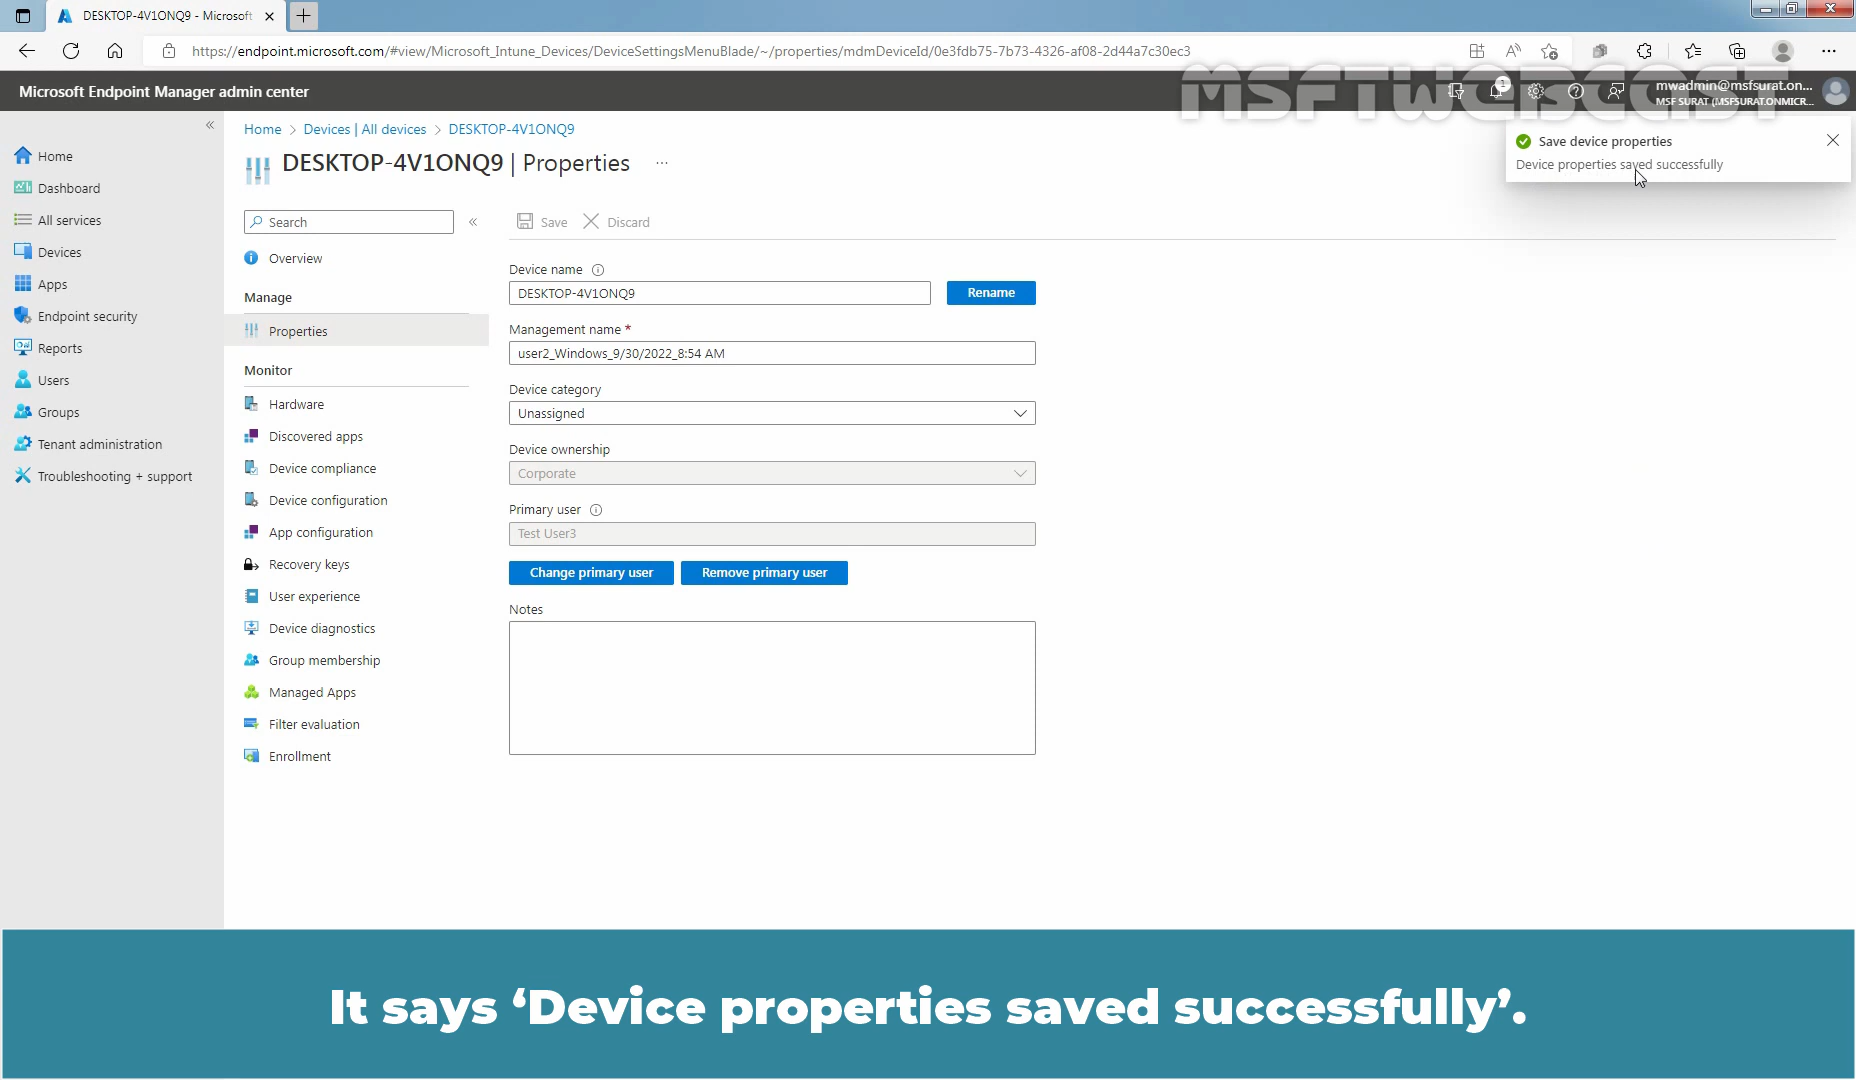 DESKTOP-4V1ONQ9 - Microsoft
https://endpoint.microsoft.com/#view/Microsoft_Intune_Devices/DeviceSettingsMenuBlade/~/properties/mdmDeviceId/0e3fdb75-7b73-4326-af08-2d44a7c30ec3
MSFTWEBCAST
Microsoft Endpoint Manager admin center
1
mwadmin@msfsurat.on...
MSF SURAT (MSFSURAT.ONMICR...
Home > Devices | All devices > DESKTOP-4V1ONQ9
DESKTOP-4V1ONQ9 | Properties ...
Save device properties
Device properties saved successfully
Home
Dashboard
All services
Devices
Apps
Endpoint security
Reports
Users
Groups
Tenant administration
Troubleshooting + support
Search
Overview
Manage
Properties
Monitor
Hardware
Discovered apps
Device compliance
Device configuration
App configuration
Recovery keys
User experience
Device diagnostics
Group membership
Managed Apps
Filter evaluation
Enrollment
Save Discard
Device name
DESKTOP-4V1ONQ9 Rename
Management name *
user2_Windows_9/30/2022_8:54 AM
Device category
Unassigned
Device ownership
Corporate
Primary user
Test User3
Change primary user Remove primary user
Notes
It says ‘Device properties saved successfully’.